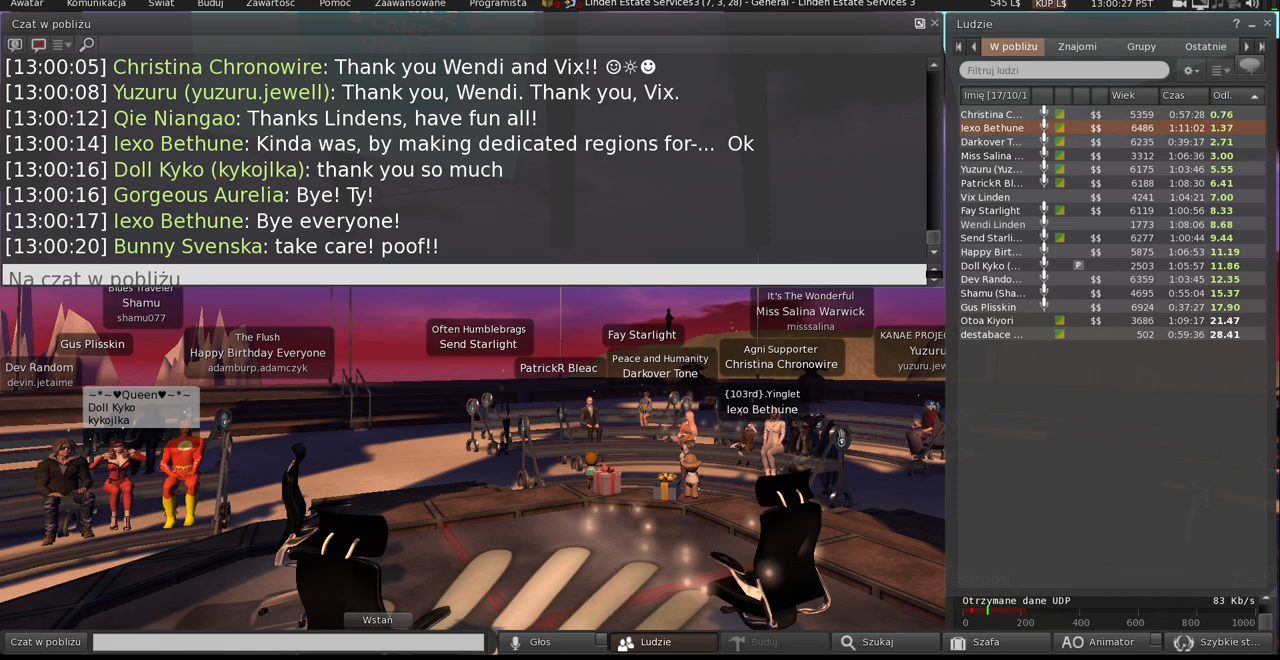 Awatar Komunikacja Świat Buduj Zawartość Pomoc Zaawansowane Programista Linden Estate Services3 (7, 3, 28) - General - Linden Estate Services 3 545 L$ KUP L$ 13:00:27 PST
Czat w pobliżu
[13:00:05] Christina Chronowire: Thank you Wendi and Vix!! ☺☼☻
[13:00:08] Yuzuru (yuzuru.jewell): Thank you, Wendi. Thank you, Vix.
[13:00:12] Qie Niangao: Thanks Lindens, have fun all!
[13:00:14] Iexo Bethune: Kinda was, by making dedicated regions for-... Ok
[13:00:16] Doll Kyko (kykojlka): thank you so much
[13:00:16] Gorgeous Aurelia: Bye! Ty!
[13:00:17] Iexo Bethune: Bye everyone!
[13:00:20] Bunny Svenska: take care! poof!!
Na czat w pobliżu
Blues Traveler
Shamu
shamu077
Gus Plisskin
Dev Random
devin.jetaime
The Flush
Happy Birthday Everyone
adamburp.adamczyk
~*~♥Queen♥~*~
Doll Kyko
kykojlka
Often Humblebrags
Send Starlight
PatrickR Bleac
Fay Starlight
Peace and Humanity
Darkover Tone
It's The Wonderful
Miss Salina Warwick
misssalina
Agni Supporter
Christina Chronowire
{103rd}.Yinglet
Iexo Bethune
KANAE PROJE
Yuzuru
yuzuru.jew
Wstań
Ludzie
? _ ×
W pobliżu Znajomi Grupy Ostatnie
Filtruj ludzi
Imię [17/10/1 Wiek Czas Odl.
Christina C... $$ 5359 0:57:28 0.76
Iexo Bethune $$ 6486 1:11:02 1.37
Darkover T... $$ 6235 0:39:17 2.71
Miss Salina ... $$ 3312 1:06:36 3.00
Yuzuru (Yuz... $$ 6175 1:03:46 5.55
PatrickR Bl... $$ 6188 1:08:30 6.41
Vix Linden $$ 4241 1:04:21 7.00
Fay Starlight $$ 6119 1:00:56 8.33
Wendi Linden 1773 1:08:06 8.68
Send Starli... $$ 6277 1:00:44 9.44
Happy Birt... $$ 5875 1:06:53 11.19
Doll Kyko (... P 2503 1:05:57 11.86
Dev Rando... $$ 6359 1:03:45 12.35
Shamu (Sha... $$ 4695 0:55:04 15.37
Gus Plisskin $$ 6924 0:37:27 17.90
Otoa Kiyori $$ 3686 1:09:17 21.47
destabace ... 502 0:59:36 28.41
Otrzymane dane UDP 83 Kb/s
0 200 400 600 800 1000
Czat w pobliżu Głos Ludzie Buduj Szukaj Szafa AO Animator Szybkie st...